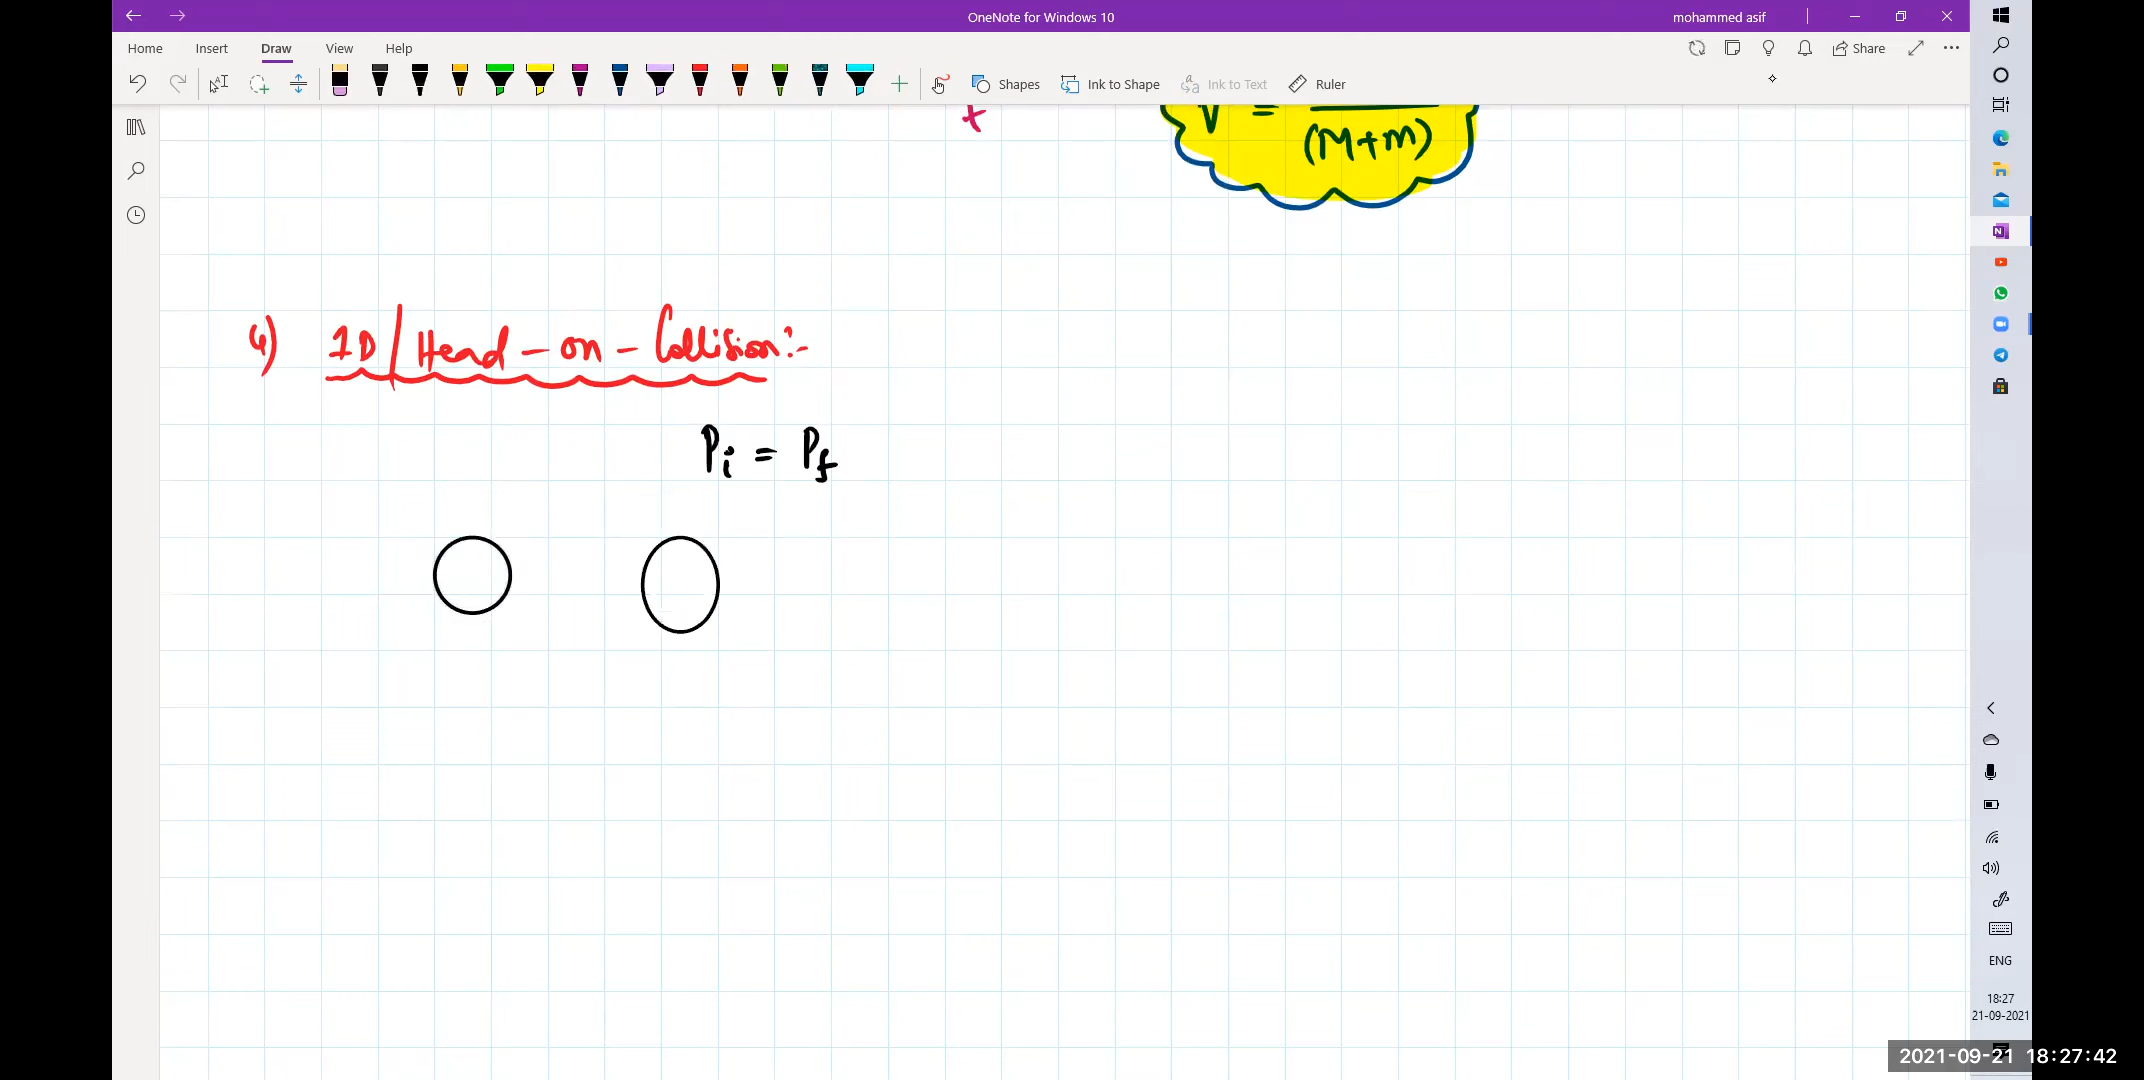 OneNote for Windows 10
mohammed asif
Home Insert Draw View Help
Share
Shapes Ink to Shape Ink to Text Ruler
V =
(M+m)
4) 1D / Head - on - Collision :-
Pi = Pf
ENG
18:27
21-09-2021
2021-09-21 18:27:42